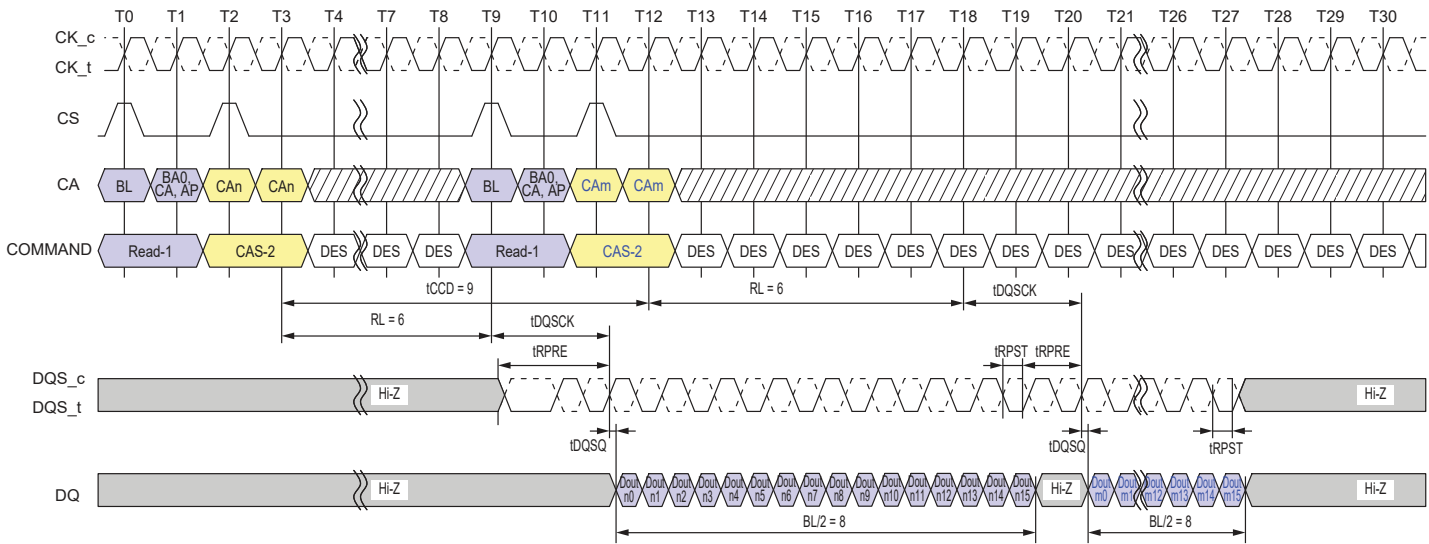 T0 T1 T2 T3 T4 T7 T8 T9 T10 T11 T12 T13 T14 T15 T16 T17 T18 T19 T20 T21 T26 T27 T28 T29 T30
CK_c
CK_t
CS
CA BL BA0, CA, AP CAn CAn BL BA0, CA, AP CAm CAm
COMMAND Read-1 CAS-2 DES DES DES Read-1 CAS-2 DES DES DES DES DES DES DES DES DES DES DES DES DES DES
tCCD = 9 RL = 6 tDQSCK
RL = 6 tDQSCK
tRPRE tRPST tRPRE
DQS_c
DQS_t
Hi-Z Hi-Z
tDQSQ tDQSQ tRPST
DQ Hi-Z Dout n0 Dout n1 Dout n2 Dout n3 Dout n4 Dout n5 Dout n6 Dout n7 Dout n8 Dout n9 Dout n10 Dout n11 Dout n12 Dout n13 Dout n14 Dout n15 Hi-Z Dout m0 Dout m1 Dout m12 Dout m13 Dout m14 Dout m15 Hi-Z
BL/2 = 8 BL/2 = 8